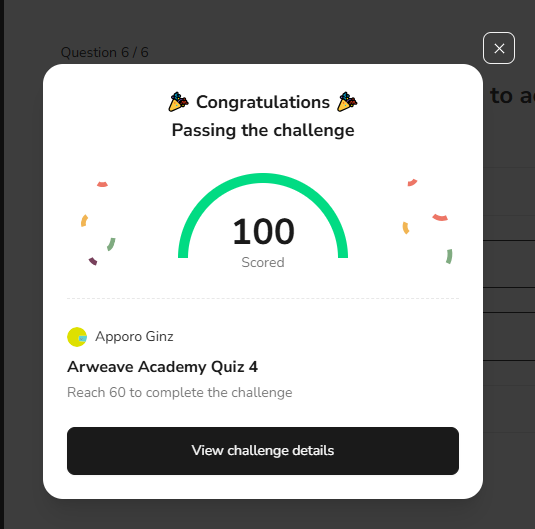 Question 6 / 6
to a
🎉 Congratulations 🎉
Passing the challenge
100
Scored
Apporo Ginz
Arweave Academy Quiz 4
Reach 60 to complete the challenge
View challenge details